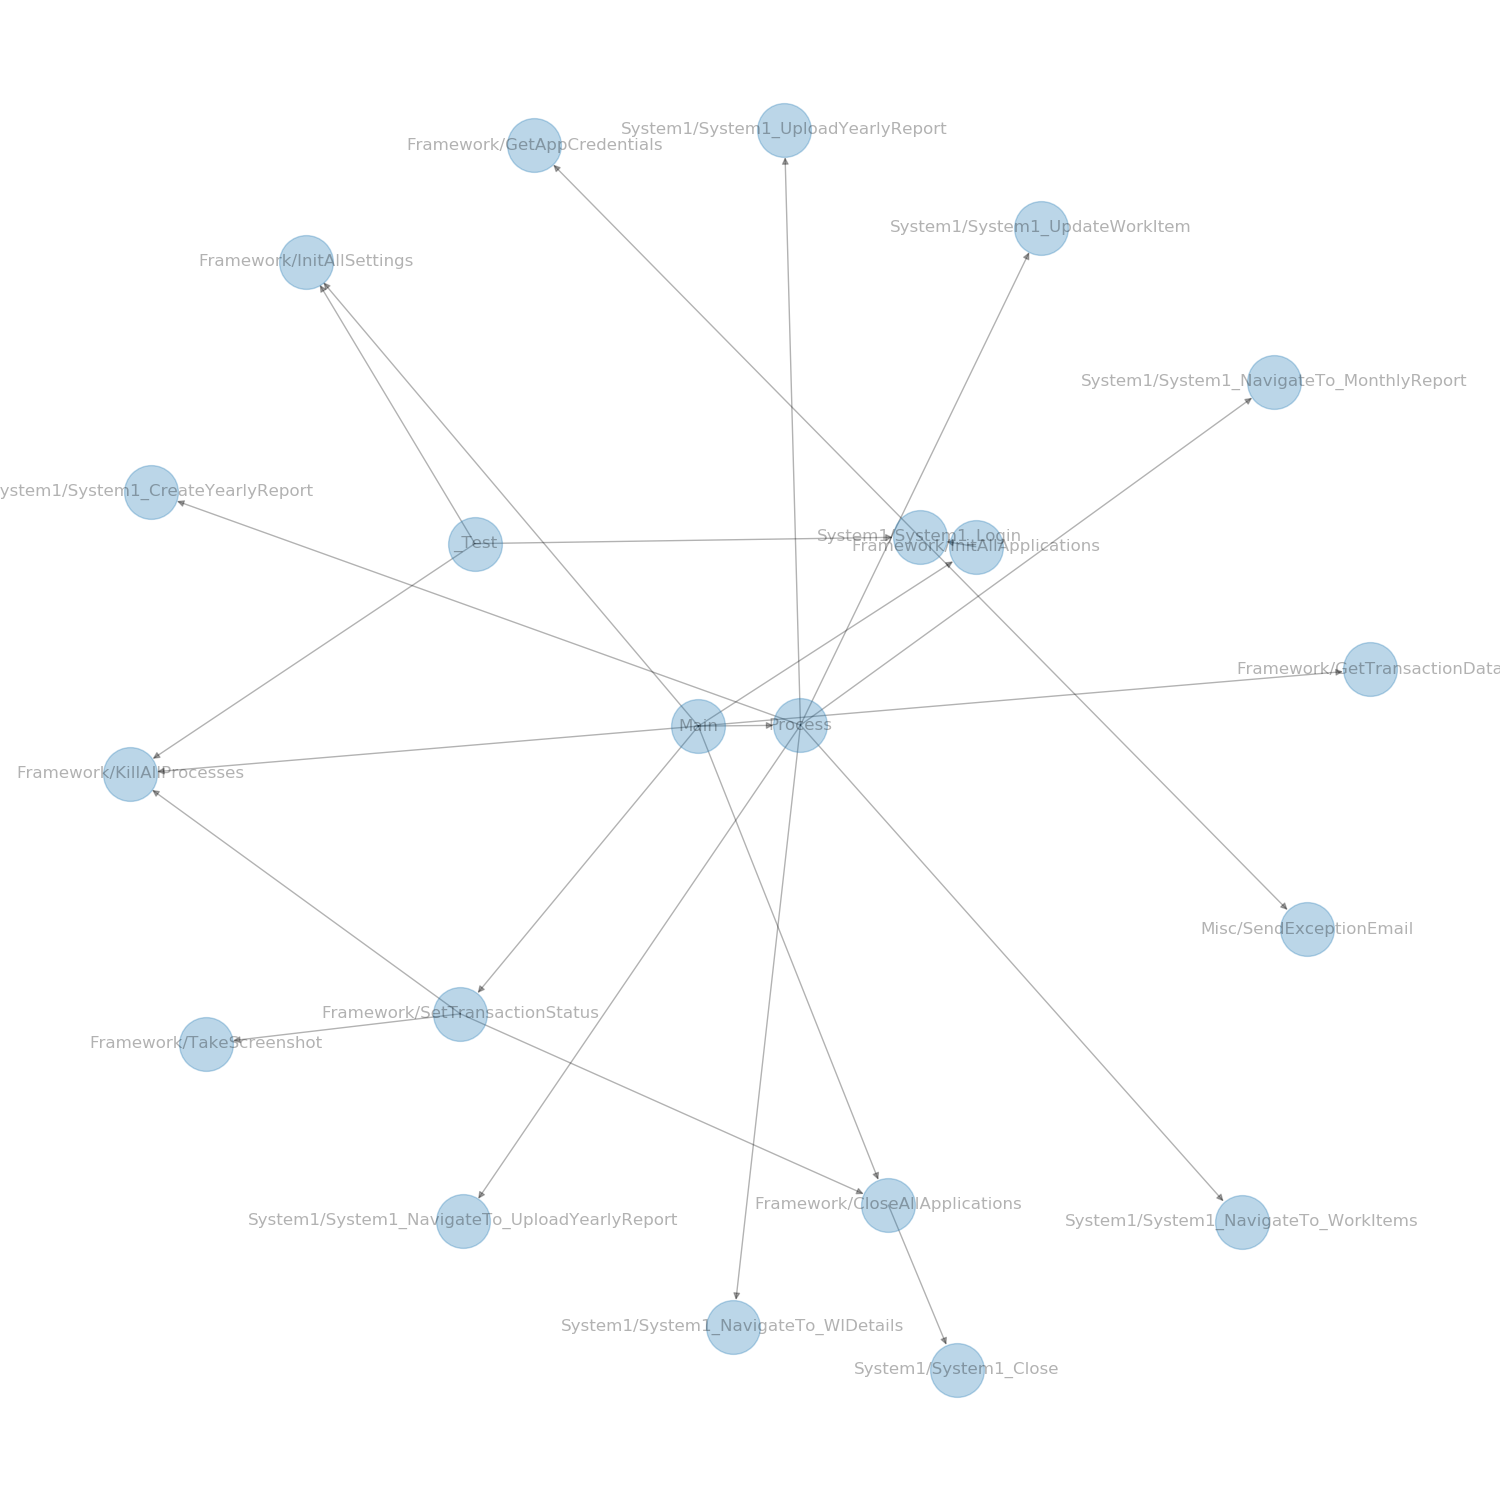 System1/System1_UploadYearlyReport
Framework/GetAppCredentials
System1/System1_UpdateWorkItem
Framework/InitAllSettings
System1/System1_NavigateTo_MonthlyReport
ystem1/System1_CreateYearlyReport
_Test
System1/System1_Login
Framework/InitAllApplications
Framework/GetTransactionData
Main
Process
Framework/KillAllProcesses
Misc/SendExceptionEmail
Framework/SetTransactionStatus
Framework/TakeScreenshot
Framework/CloseAllApplications
System1/System1_NavigateTo_UploadYearlyReport
System1/System1_NavigateTo_WorkItems
System1/System1_NavigateTo_WIDetails
System1/System1_Close